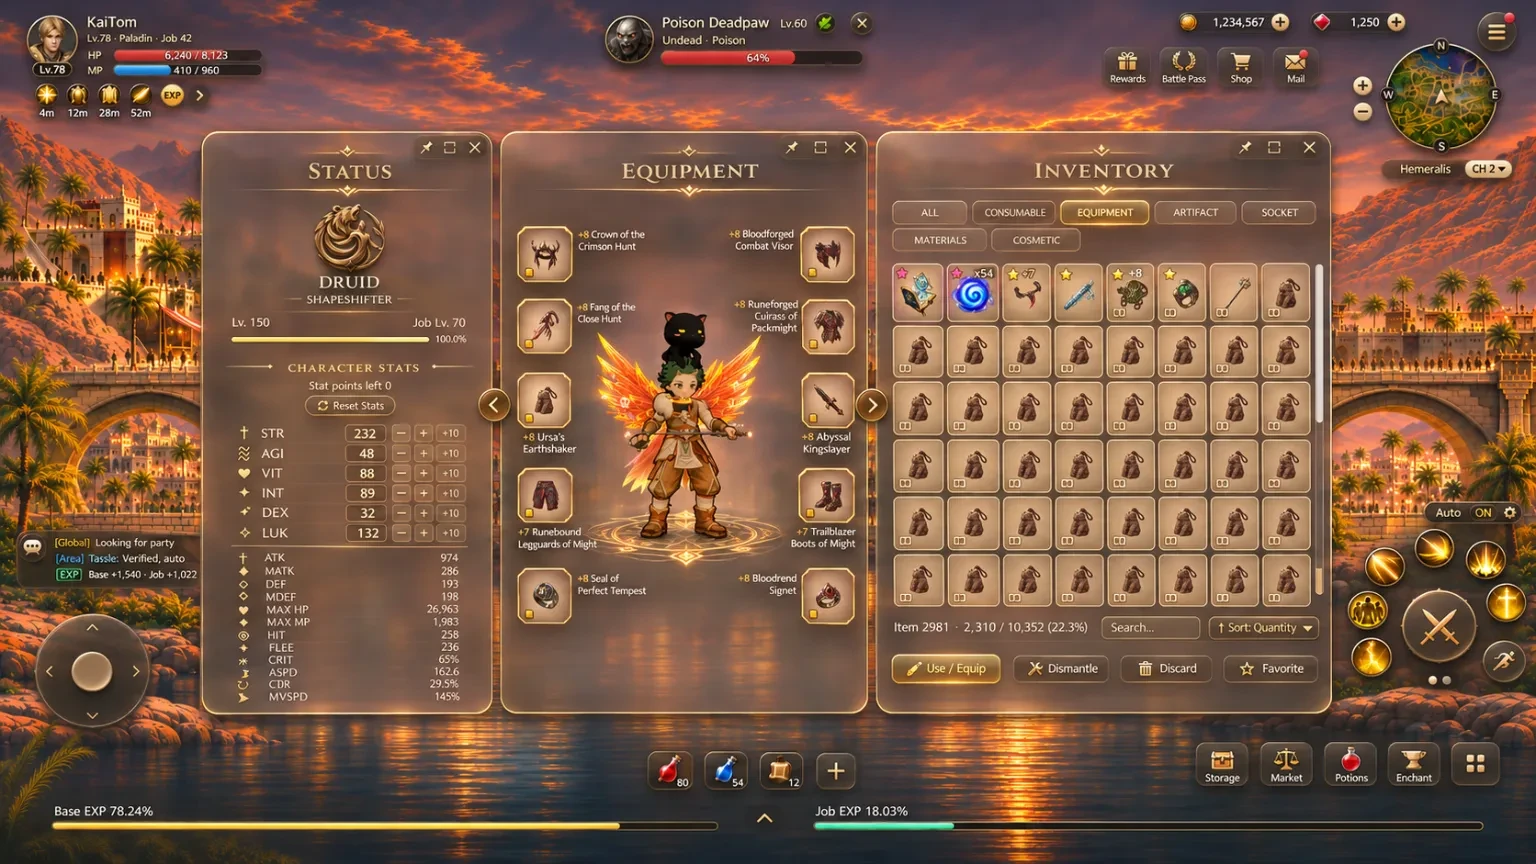 KaiTom
Lv.78 · Paladin · Job 42
HP 6,240 / 8,123
MP 410 / 960
Lv.78
EXP
4m 12m 28m 52m
Poison Deadpaw Lv.60
Undead · Poison
64%
1,234,567
1,250
Rewards
Battle Pass
Shop
Mail
N
W
E
S
Hemeralis CH 2
STATUS
DRUID
SHAPESHIFTER
Lv. 150 Job Lv. 70
100.0%
CHARACTER STATS
Stat points left 0
Reset Stats
STR 232 − + +10
AGI 48 − + +10
VIT 88 − + +10
INT 89 − + +10
DEX 32 − + +10
LUK 132 − + +10
ATK 974
MATK 286
DEF 193
MDEF 198
MAX HP 26,963
MAX MP 1,983
HIT 258
FLEE 236
CRIT 65%
ASPD 162.6
CDR 29.5%
MVSPD 145%
EQUIPMENT
+8 Crown of the
Crimson Hunt
+8 Bloodforged
Combat Visor
+8 Fang of the
Close Hunt
+8 Runeforged
Cuirass of
Packmight
+8 Ursa's
Earthshaker
+8 Abyssal
Kingslayer
+7 Runebound
Legguards of Might
+7 Trailblazer
Boots of Might
+8 Seal of
Perfect Tempest
+8 Bloodrend
Signet
INVENTORY
ALL
CONSUMABLE
EQUIPMENT
ARTIFACT
SOCKET
MATERIALS
COSMETIC
x54
+7
+8
Item 2981 · 2,310 / 10,352 (22.3%)
Search...
↑ Sort: Quantity
Use / Equip
Dismantle
Discard
Favorite
[Global] Looking for party
[Area] Tassle: Verified, auto
EXP Base +1,540 · Job +1,022
Auto ON
80
54
12
+
Storage
Market
Potions
Enchant
Base EXP 78.24%
Job EXP 18.03%